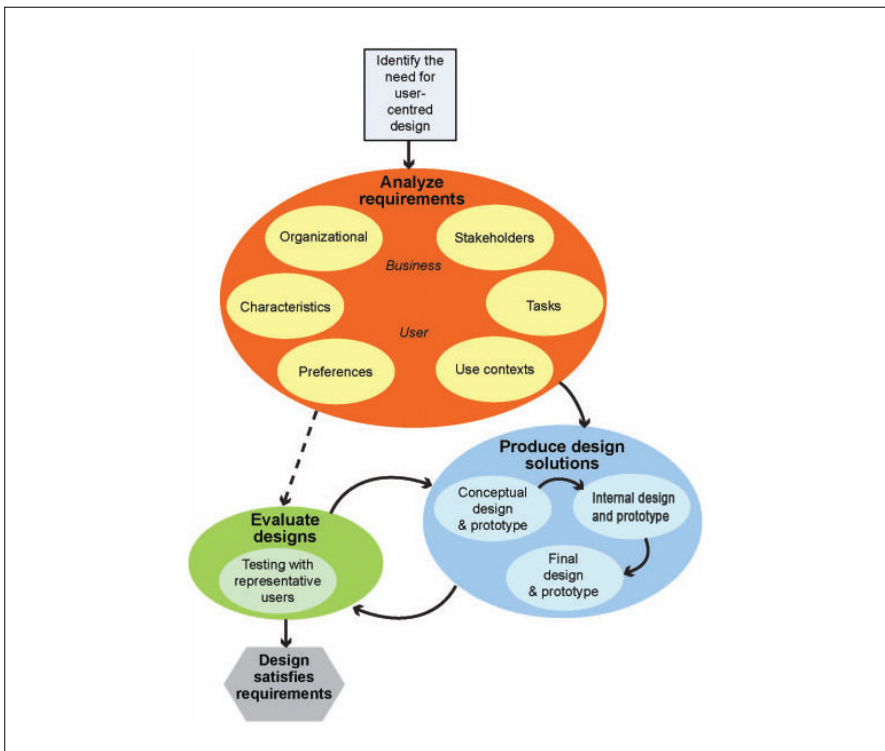 Identify the
need for
user-
centred
design
Analyze
requirements
Organizational
Stakeholders
Business
Characteristics
Tasks
User
Preferences
Use contexts
Produce design
solutions
Conceptual
design
& prototype
Internal design
and prototype
Final
design
& prototype
Evaluate
designs
Testing with
representative
users
Design
satisfies
requirements